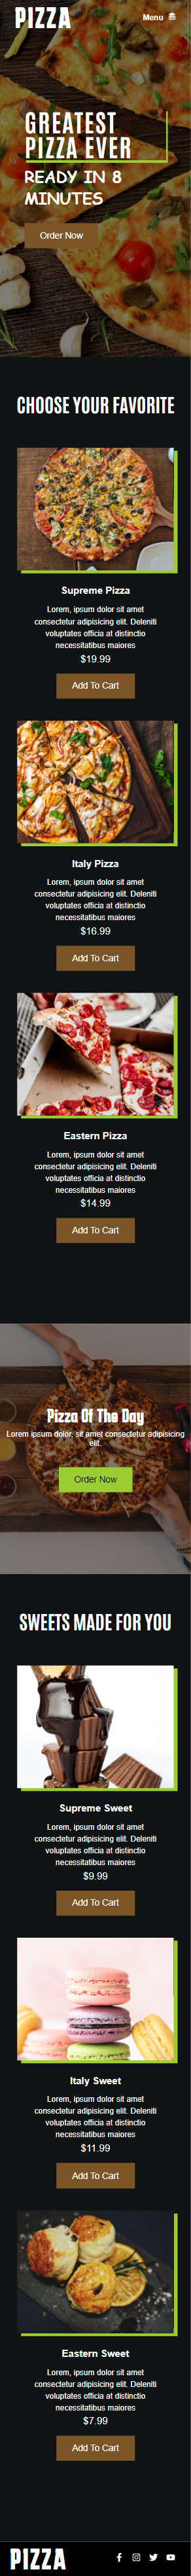 PIZZA
Menu
GREATEST
PIZZA EVER
READY IN 8
MINUTES
Order Now
CHOOSE YOUR FAVORITE
Supreme Pizza
Lorem, ipsum dolor sit amet
consectetur adipisicing elit. Deleniti
voluptates officia at distinctio
necessitatibus maiores
$19.99
Add To Cart
Italy Pizza
Lorem, ipsum dolor sit amet
consectetur adipisicing elit. Deleniti
voluptates officia at distinctio
necessitatibus maiores
$16.99
Add To Cart
Eastern Pizza
Lorem, ipsum dolor sit amet
consectetur adipisicing elit. Deleniti
voluptates officia at distinctio
necessitatibus maiores
$14.99
Add To Cart
Pizza Of The Day
Lorem ipsum dolor, sit amet consectetur adipisicing
elit.
Order Now
SWEETS MADE FOR YOU
Supreme Sweet
Lorem, ipsum dolor sit amet
consectetur adipisicing elit. Deleniti
voluptates officia at distinctio
necessitatibus maiores
$9.99
Add To Cart
Italy Sweet
Lorem, ipsum dolor sit amet
consectetur adipisicing elit. Deleniti
voluptates officia at distinctio
necessitatibus maiores
$11.99
Add To Cart
Eastern Sweet
Lorem, ipsum dolor sit amet
consectetur adipisicing elit. Deleniti
voluptates officia at distinctio
necessitatibus maiores
$7.99
Add To Cart
PIZZA